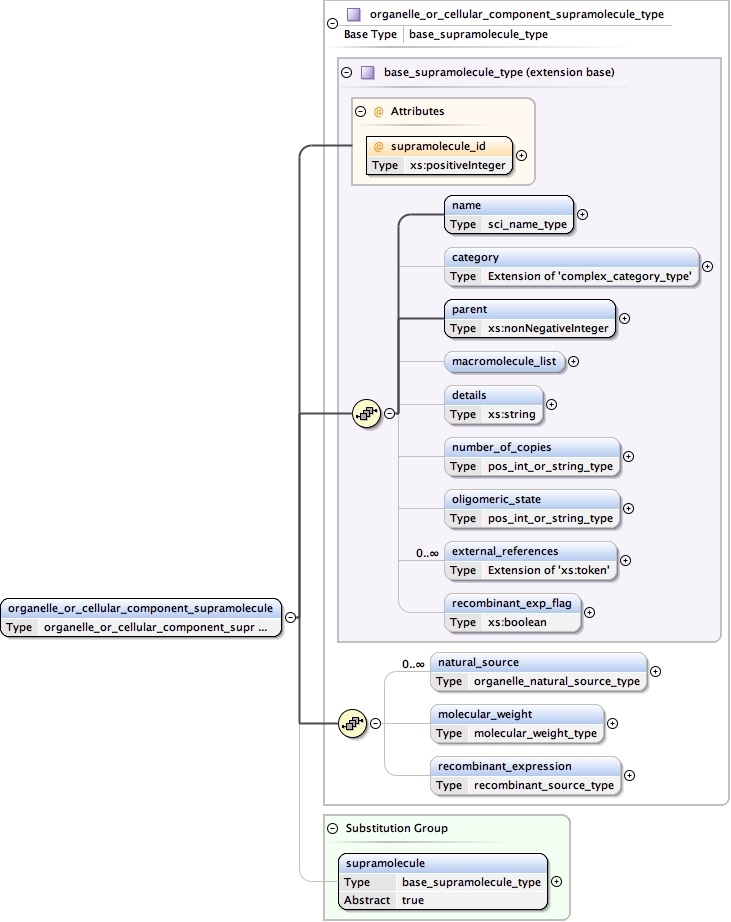 organelle_or_cellular_component_supramolecule_type
Base Type base_supramolecule_type
base_supramolecule_type (extension base)
@ Attributes
@ supramolecule_id
Type xs:positiveInteger
name
Type sci_name_type
category
Type Extension of 'complex_category_type'
parent
Type xs:nonNegativeInteger
macromolecule_list
details
Type xs:string
number_of_copies
Type pos_int_or_string_type
oligomeric_state
Type pos_int_or_string_type
0..∞ external_references
Type Extension of 'xs:token'
recombinant_exp_flag
Type xs:boolean
organelle_or_cellular_component_supramolecule
Type organelle_or_cellular_component_supr ...
0..∞ natural_source
Type organelle_natural_source_type
molecular_weight
Type molecular_weight_type
recombinant_expression
Type recombinant_source_type
Substitution Group
supramolecule
Type base_supramolecule_type
Abstract true